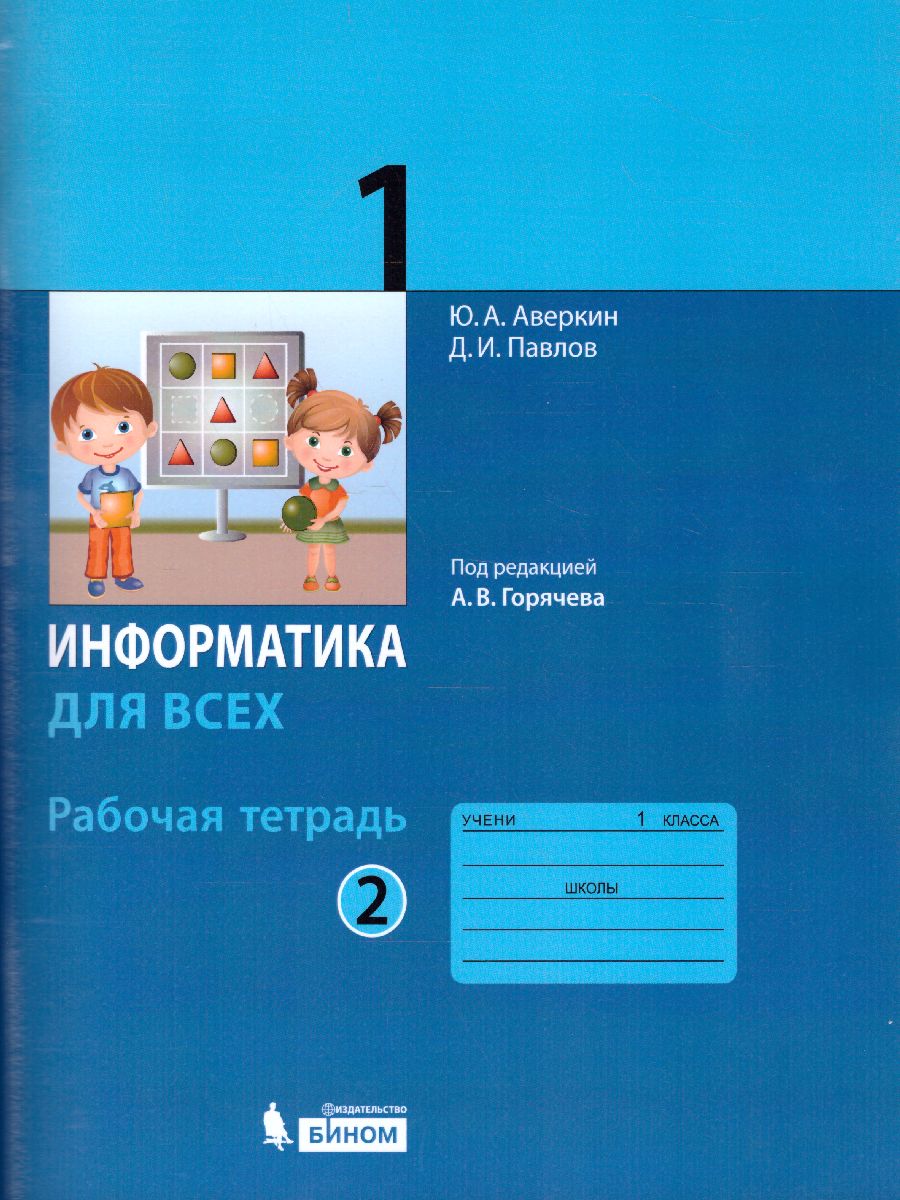 1
Ю. А. Аверкин
Д. И. Павлов
Под редакцией
А. В. Горячева
ИНФОРМАТИКА
ДЛЯ ВСЕХ
Рабочая тетрадь
2
УЧЕНИ 1 КЛАССА
ШКОЛЫ
ИЗДАТЕЛЬСТВО
БИНОМ